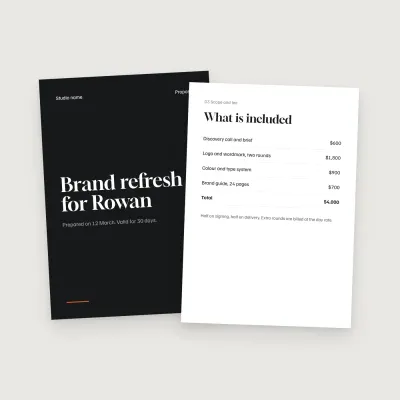 Studio name
Brand refresh
for Rowan
Prepared on 12 March. Valid for 30 days.
What is included
Discovery call and brief $600
Logo and wordmark, two rounds $1,800
Colour and type system $900
Brand guide, 24 pages $700
Total $4,000
Half on signing, half on delivery. Extra rounds are billed at the day rate.